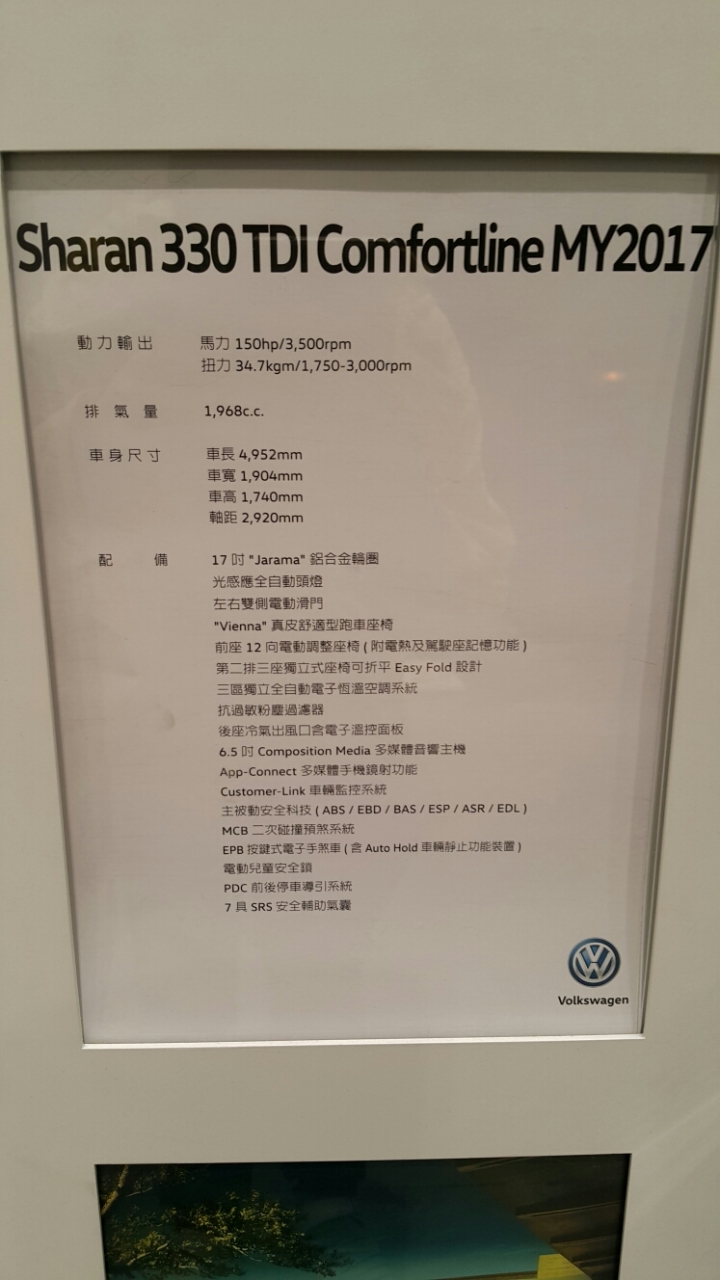 Sharan 330 TDI Comfortline MY2017
動力輸出 馬力 150hp/3,500rpm
扭力 34.7kgm/1,750-3,000rpm
排氣量 1,968c.c.
車身尺寸 車長 4,952mm
車寬 1,904mm
車高 1,740mm
軸距 2,920mm
配備 17 吋 "Jarama" 鋁合金輪圈
光感應全自動頭燈
左右雙側電動滑門
"Vienna" 真皮舒適型跑車座椅
前座 12 向電動調整座椅 ( 附電熱及駕駛座記憶功能 )
第二排三座獨立式座椅可折平 Easy Fold 設計
三區獨立全自動電子恆溫空調系統
抗過敏粉塵過濾器
後座冷氣出風口含電子溫控面板
6.5 吋 Composition Media 多媒體音響主機
App-Connect 多媒體手機鏡射功能
Customer-Link 車輛監控系統
主被動安全科技 ( ABS / EBD / BAS / ESP / ASR / EDL )
MCB 二次碰撞預煞系統
EPB 按鍵式電子手煞車 ( 含 Auto Hold 車輛靜止功能裝置 )
電動兒童安全鎖
PDC 前後停車導引系統
7 具 SRS 安全輔助氣囊
Volkswagen